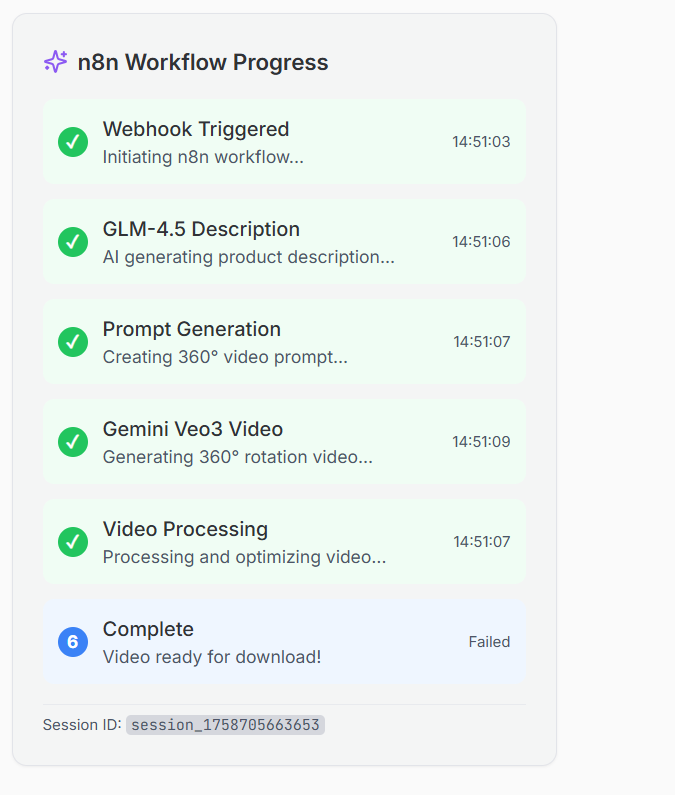 n8n Workflow Progress
Webhook Triggered
Initiating n8n workflow...
14:51:03
GLM-4.5 Description
AI generating product description...
14:51:06
Prompt Generation
Creating 360° video prompt...
14:51:07
Gemini Veo3 Video
Generating 360° rotation video...
14:51:09
Video Processing
Processing and optimizing video...
14:51:07
6
Complete
Video ready for download!
Failed
Session ID: session_1758705663653